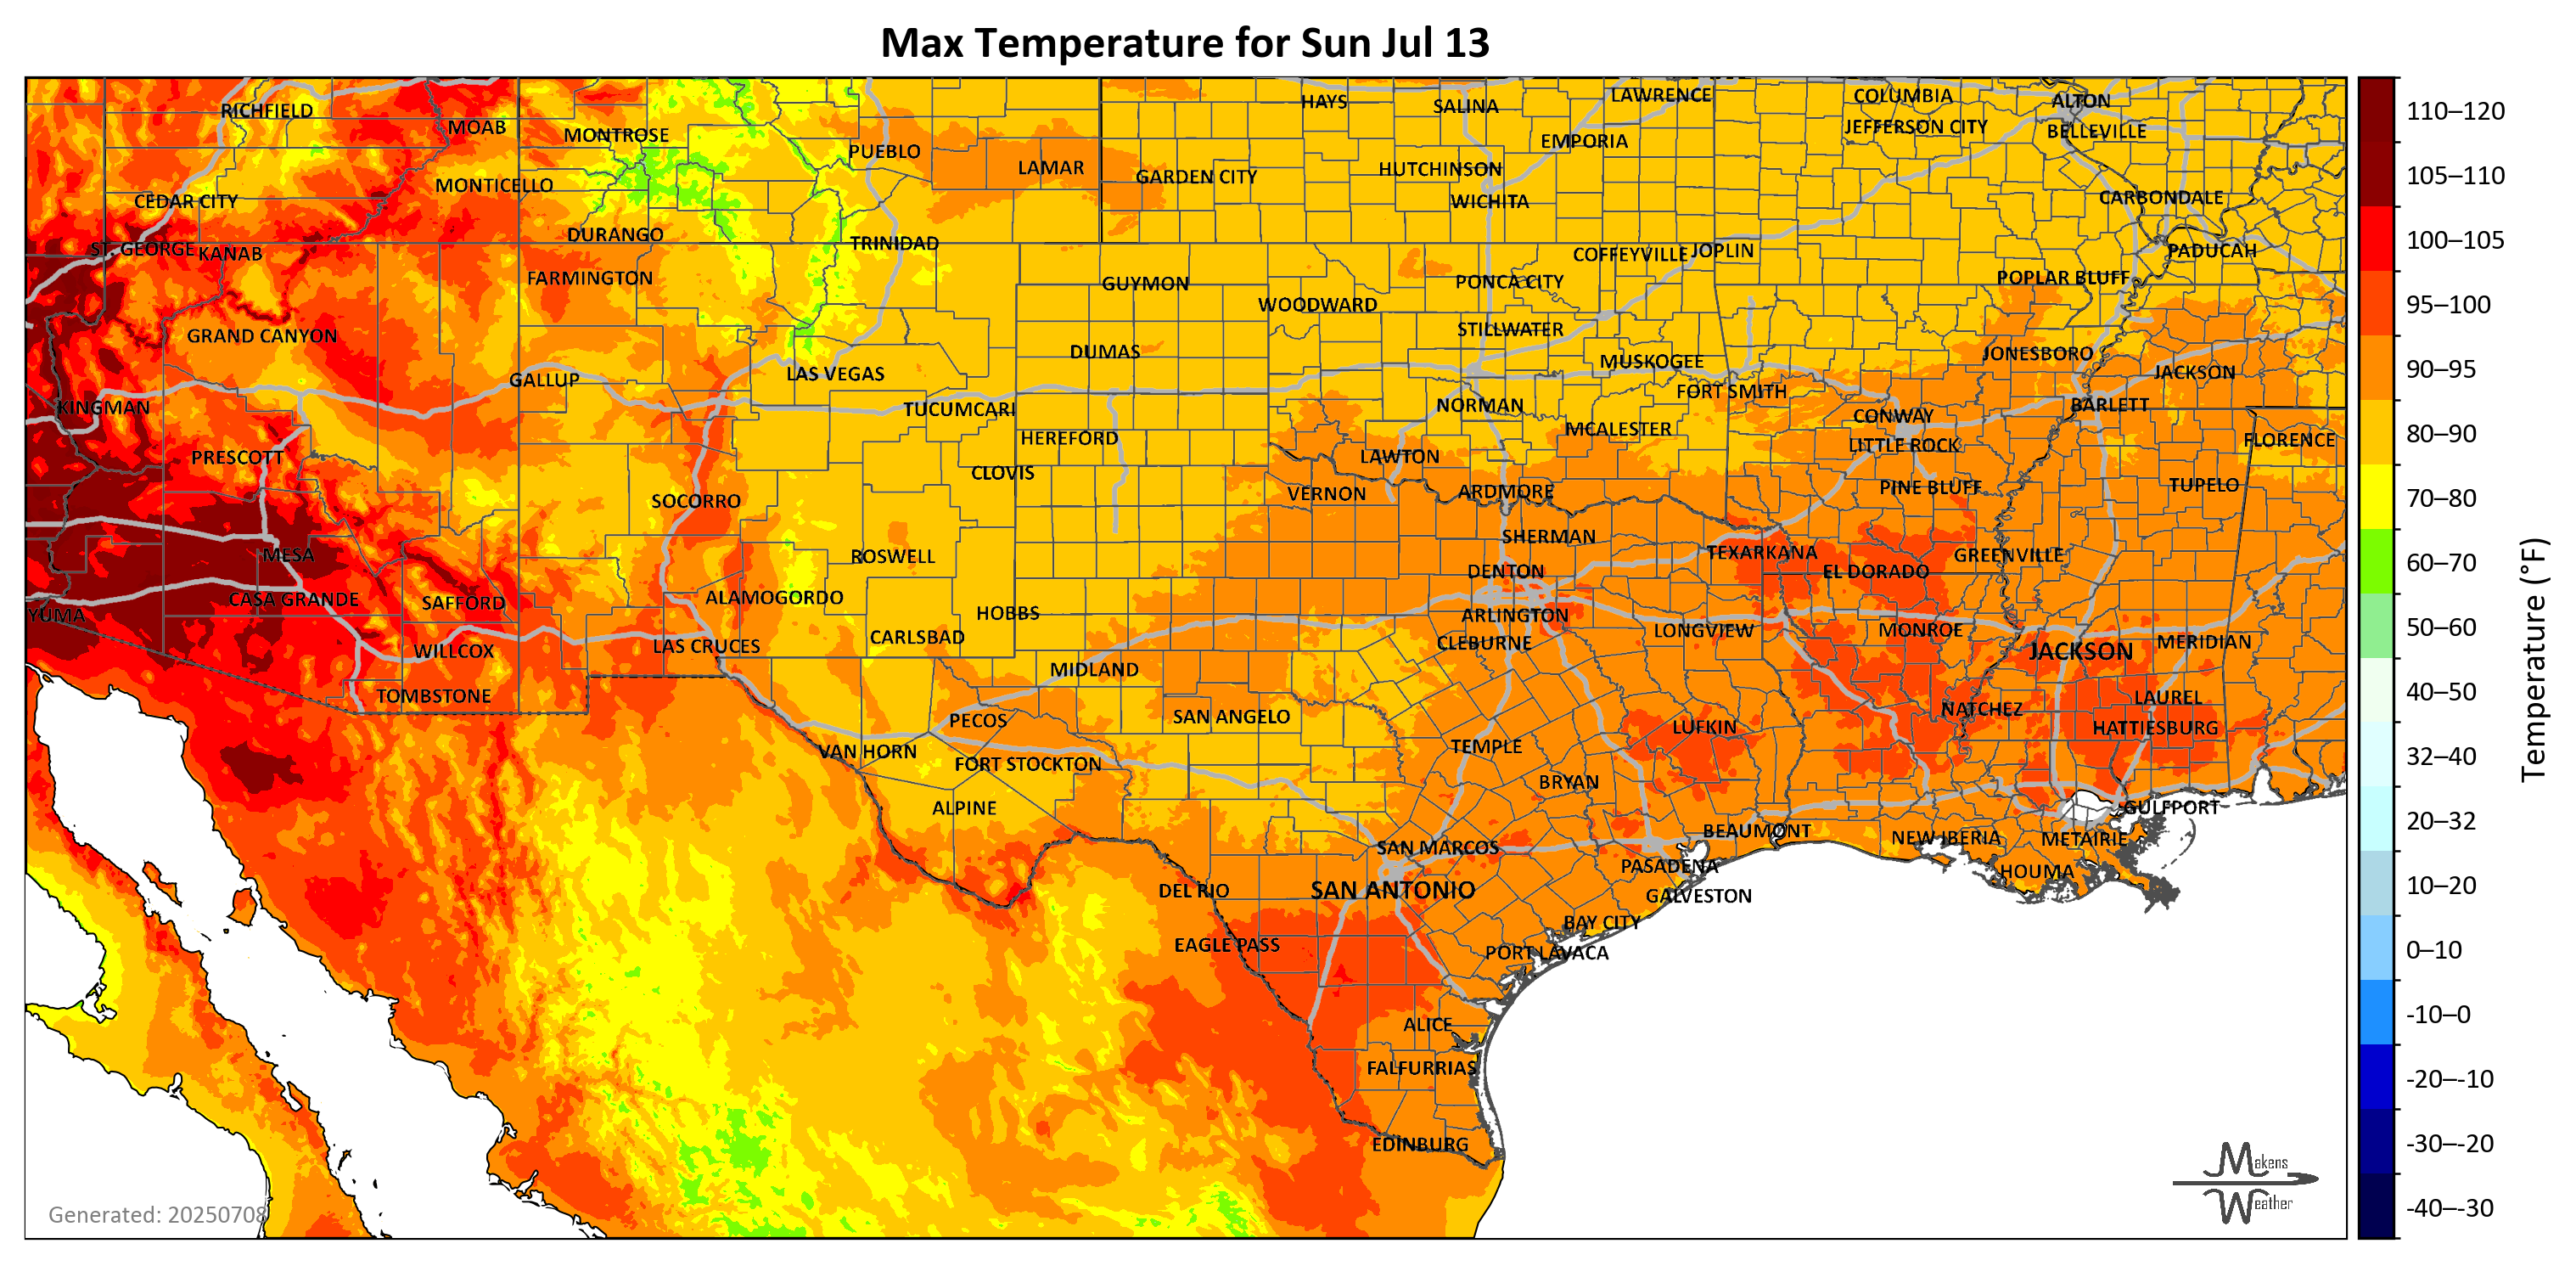 Max Temperature for Sun Jul 13
RICHFIELD
MOAB
MONTROSE
PUEBLO
LAMAR
HAYS
SALINA
LAWRENCE
COLUMBIA
ALTON
EMPORIA
JEFFERSON CITY
BELLEVILLE
CEDAR CITY
MONTICELLO
GARDEN CITY
HUTCHINSON
WICHITA
CARBONDALE
ST. GEORGE
KANAB
DURANGO
TRINIDAD
COFFEYVILLE
JOPLIN
PADUCAH
FARMINGTON
GUYMON
WOODWARD
PONCA CITY
POPLAR BLUFF
GRAND CANYON
DUMAS
STILLWATER
JONESBORO
GALLUP
LAS VEGAS
MUSKOGEE
JACKSON
KINGMAN
TUCUMCARI
NORMAN
FORT SMITH
CONWAY
BARLETT
PRESCOTT
HEREFORD
MCALESTER
LITTLE ROCK
FLORENCE
CLOVIS
LAWTON
SOCORRO
VERNON
ARDMORE
PINE BLUFF
TUPELO
MESA
ROSWELL
SHERMAN
TEXARKANA
GREENVILLE
DENTON
EL DORADO
YUMA
CASA GRANDE
SAFFORD
ALAMOGORDO
HOBBS
ARLINGTON
WILLCOX
LAS CRUCES
CARLSBAD
CLEBURNE
LONGVIEW
MONROE
JACKSON
MERIDIAN
TOMBSTONE
MIDLAND
PECOS
SAN ANGELO
LUFKIN
NATCHEZ
LAUREL
HATTIESBURG
VAN HORN
FORT STOCKTON
TEMPLE
BRYAN
ALPINE
GULFPORT
SAN MARCOS
BEAUMONT
NEW IBERIA
METAIRIE
DEL RIO
SAN ANTONIO
PASADENA
HOUMA
GALVESTON
EAGLE PASS
BAY CITY
PORT LAVACA
ALICE
FALFURRIAS
EDINBURG
Generated: 20250708
Makens
Weather
110–120
105–110
100–105
95–100
90–95
80–90
70–80
60–70
50–60
40–50
32–40
20–32
10–20
0–10
-10–0
-20–-10
-30–-20
-40–-30
Temperature (°F)